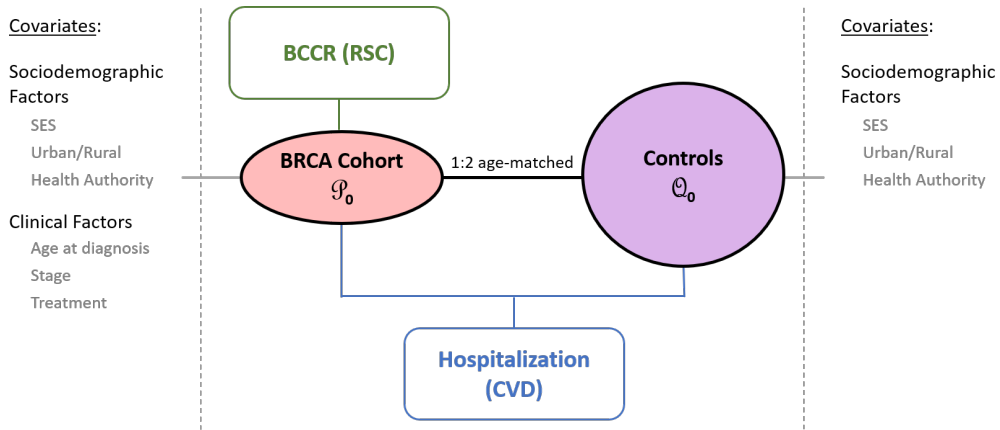 Covariates:
Sociodemographic
Factors
SES
Urban/Rural
Health Authority
Clinical Factors
Age at diagnosis
Stage
Treatment
BCCR (RSC)
BRCA Cohort
𝒫₀
1:2 age-matched
Controls
𝒬₀
Hospitalization
(CVD)
Covariates:
Sociodemographic
Factors
SES
Urban/Rural
Health Authority